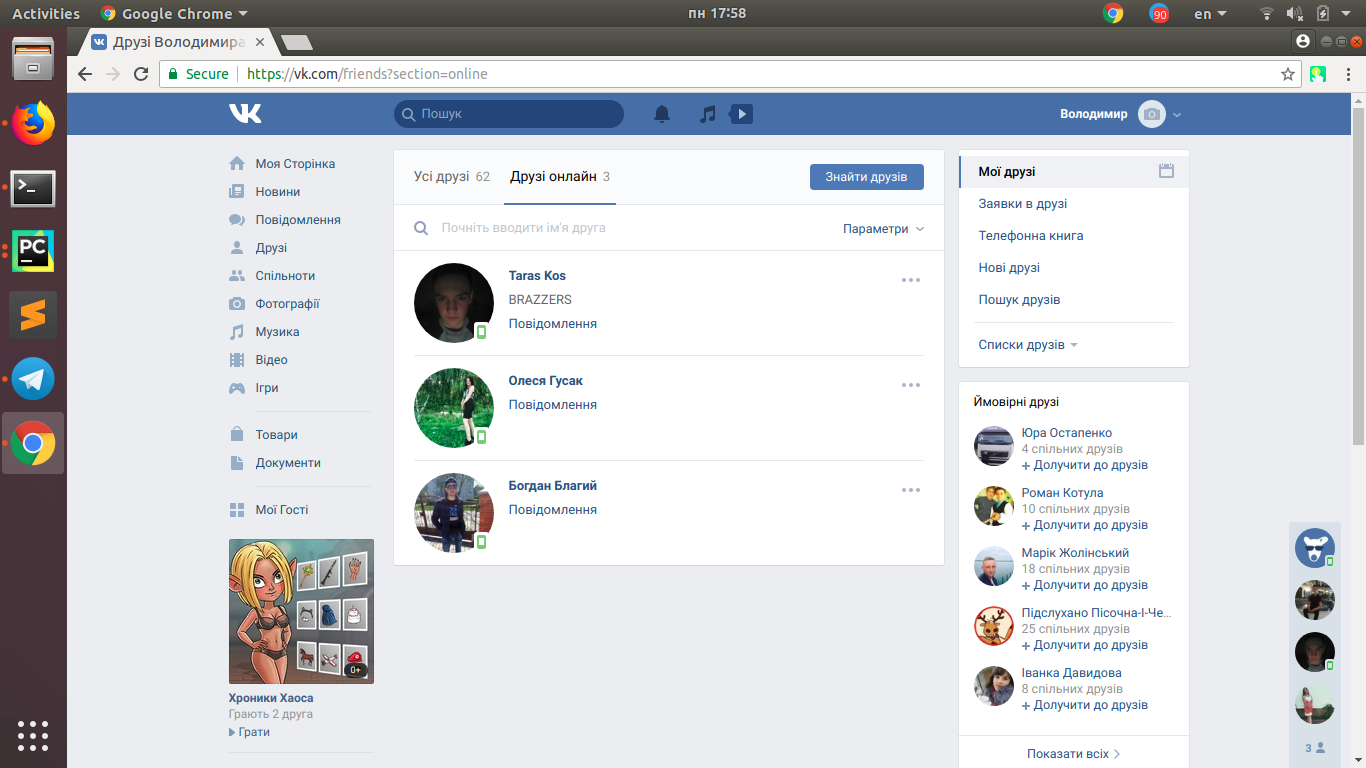 Activities
Google Chrome
пн 17:58
90
en
Друзі Володимира
Secure
https://vk.com/friends?section=online
Пошук
Володимир
Моя Сторінка
Новини
Повідомлення
Друзі
Спільноти
Фотографії
Музика
Відео
Ігри
Товари
Документи
Мої Гості
0+
Хроники Хаоса
Грають 2 друга
Грати
Усі друзі 62
Друзі онлайн 3
Знайти друзів
Почніть вводити ім'я друга
Параметри
Taras Kos
BRAZZERS
Повідомлення
Олеся Гусак
Повідомлення
Богдан Благий
Повідомлення
Мої друзі
Заявки в друзі
Телефонна книга
Нові друзі
Пошук друзів
Списки друзів
Ймовірні друзі
Юра Остапенко
4 спільних друзів
+ Долучити до друзів
Роман Котула
10 спільних друзів
+ Долучити до друзів
Марік Жолінський
18 спільних друзів
+ Долучити до друзів
Підслухано Пісочна-І-Че...
25 спільних друзів
+ Долучити до друзів
Іванка Давидова
8 спільних друзів
+ Долучити до друзів
Показати всіх
3
PC